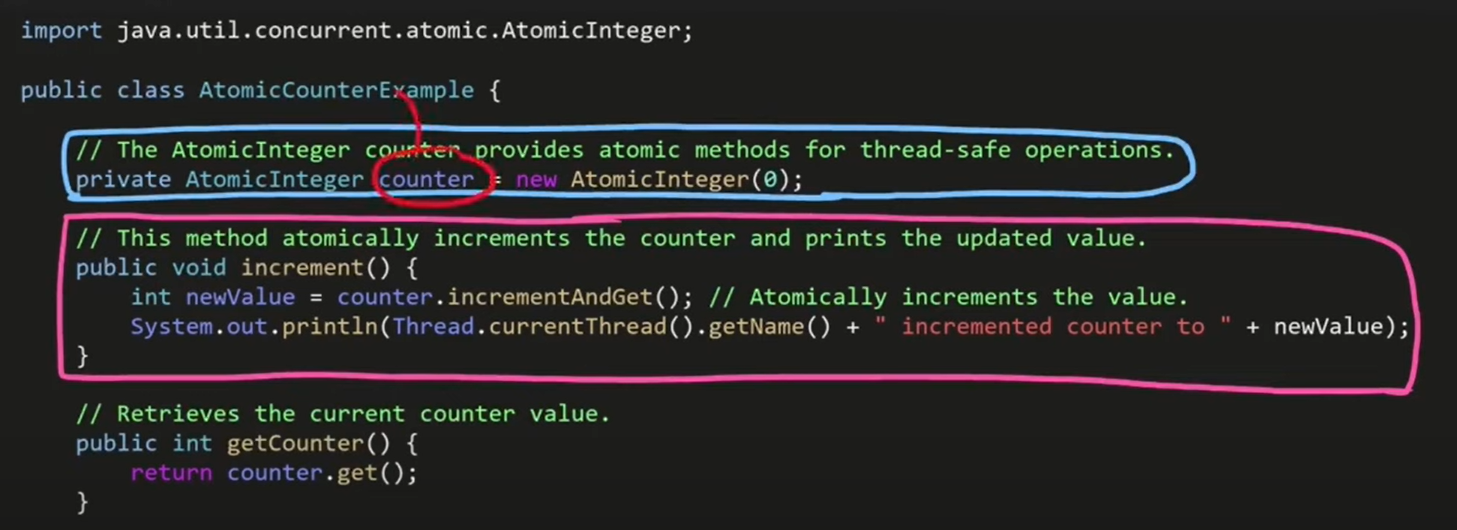 import java.util.concurrent.atomic.AtomicInteger;
public class AtomicCounterExample {
// The AtomicInteger counter provides atomic methods for thread-safe operations.
private AtomicInteger counter = new AtomicInteger(0);
// This method atomically increments the counter and prints the updated value.
public void increment() {
int newValue = counter.incrementAndGet(); // Atomically increments the value.
System.out.println(Thread.currentThread().getName() + " incremented counter to " + newValue);
}
// Retrieves the current counter value.
public int getCounter() {
return counter.get();
}